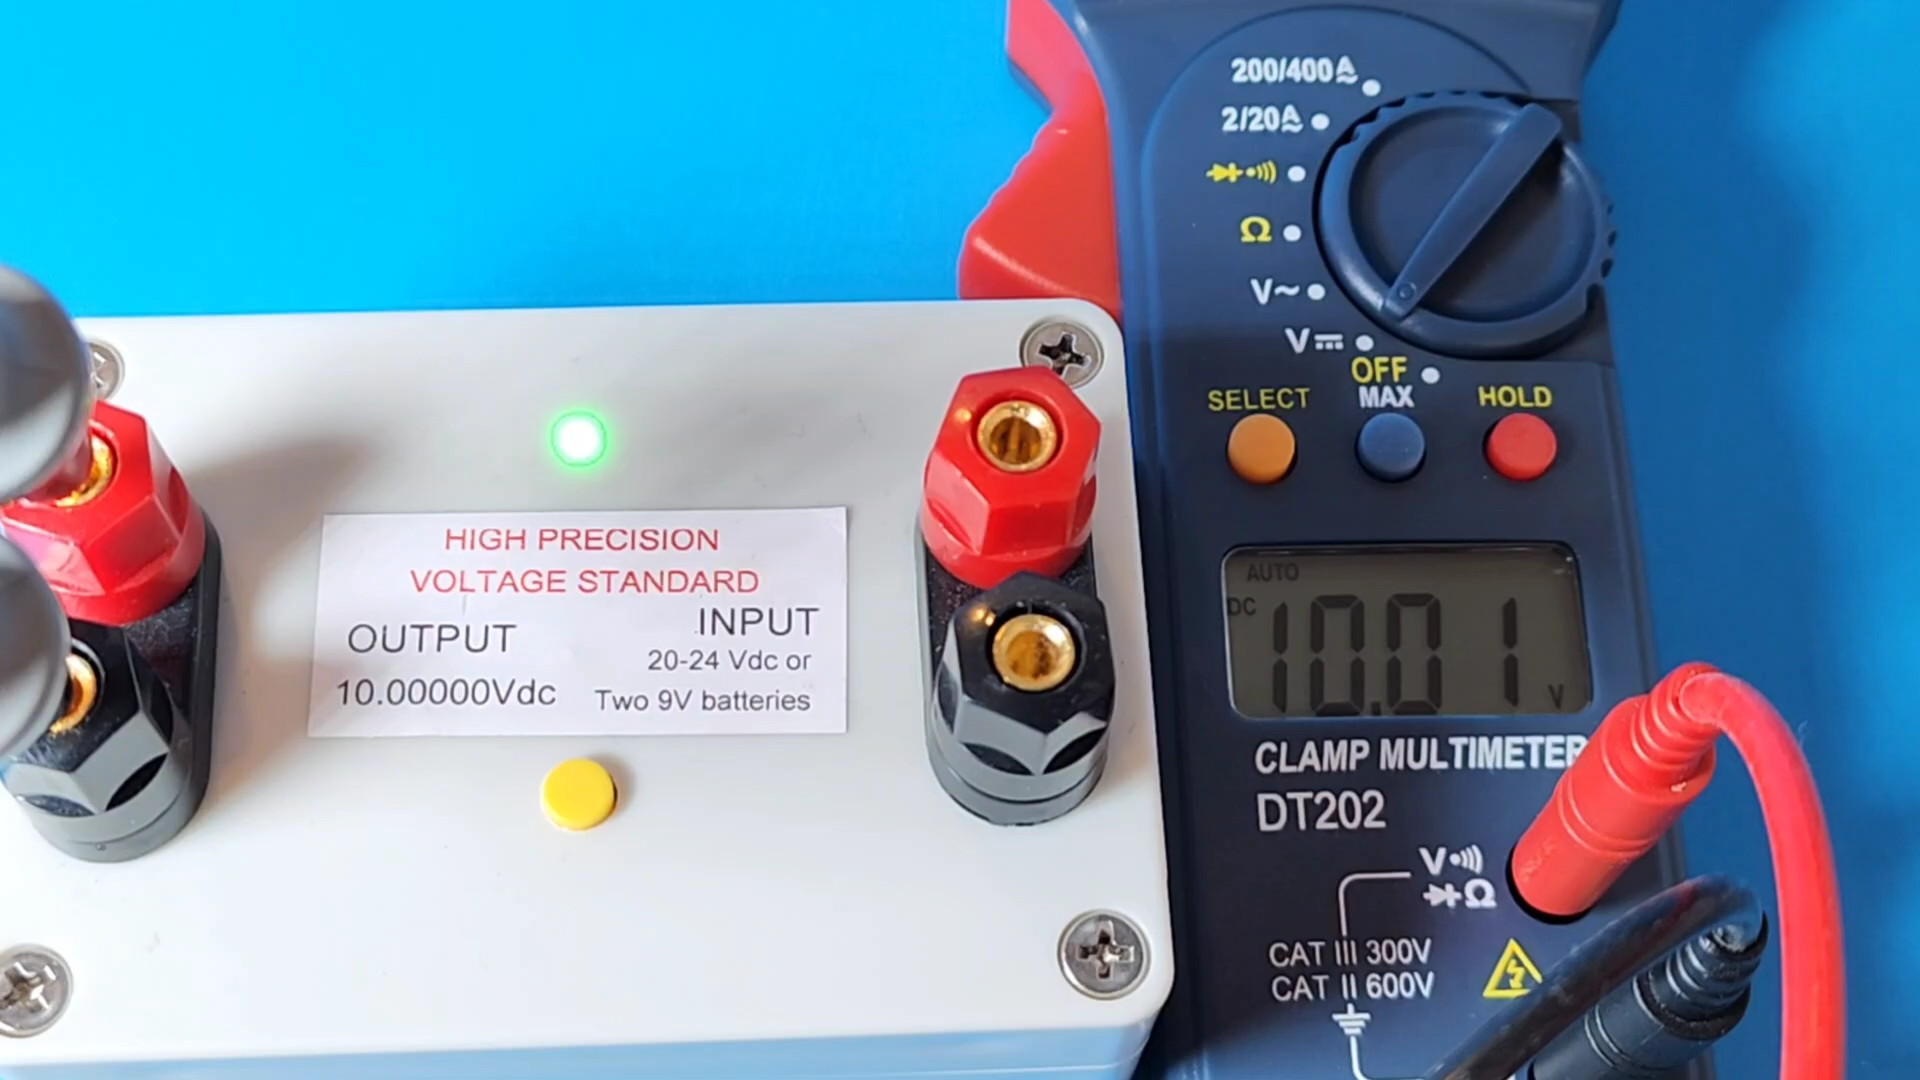 HIGH PRECISION
VOLTAGE STANDARD
OUTPUT
10.00000Vdc
INPUT
20-24 Vdc or
Two 9V batteries
200/400A
2/20A
Ω
V~
V
OFF
SELECT
MAX
HOLD
AUTO
DC
10.01
V
CLAMP MULTIMETER
DT202
V
Ω
CAT III 300V
CAT II 600V